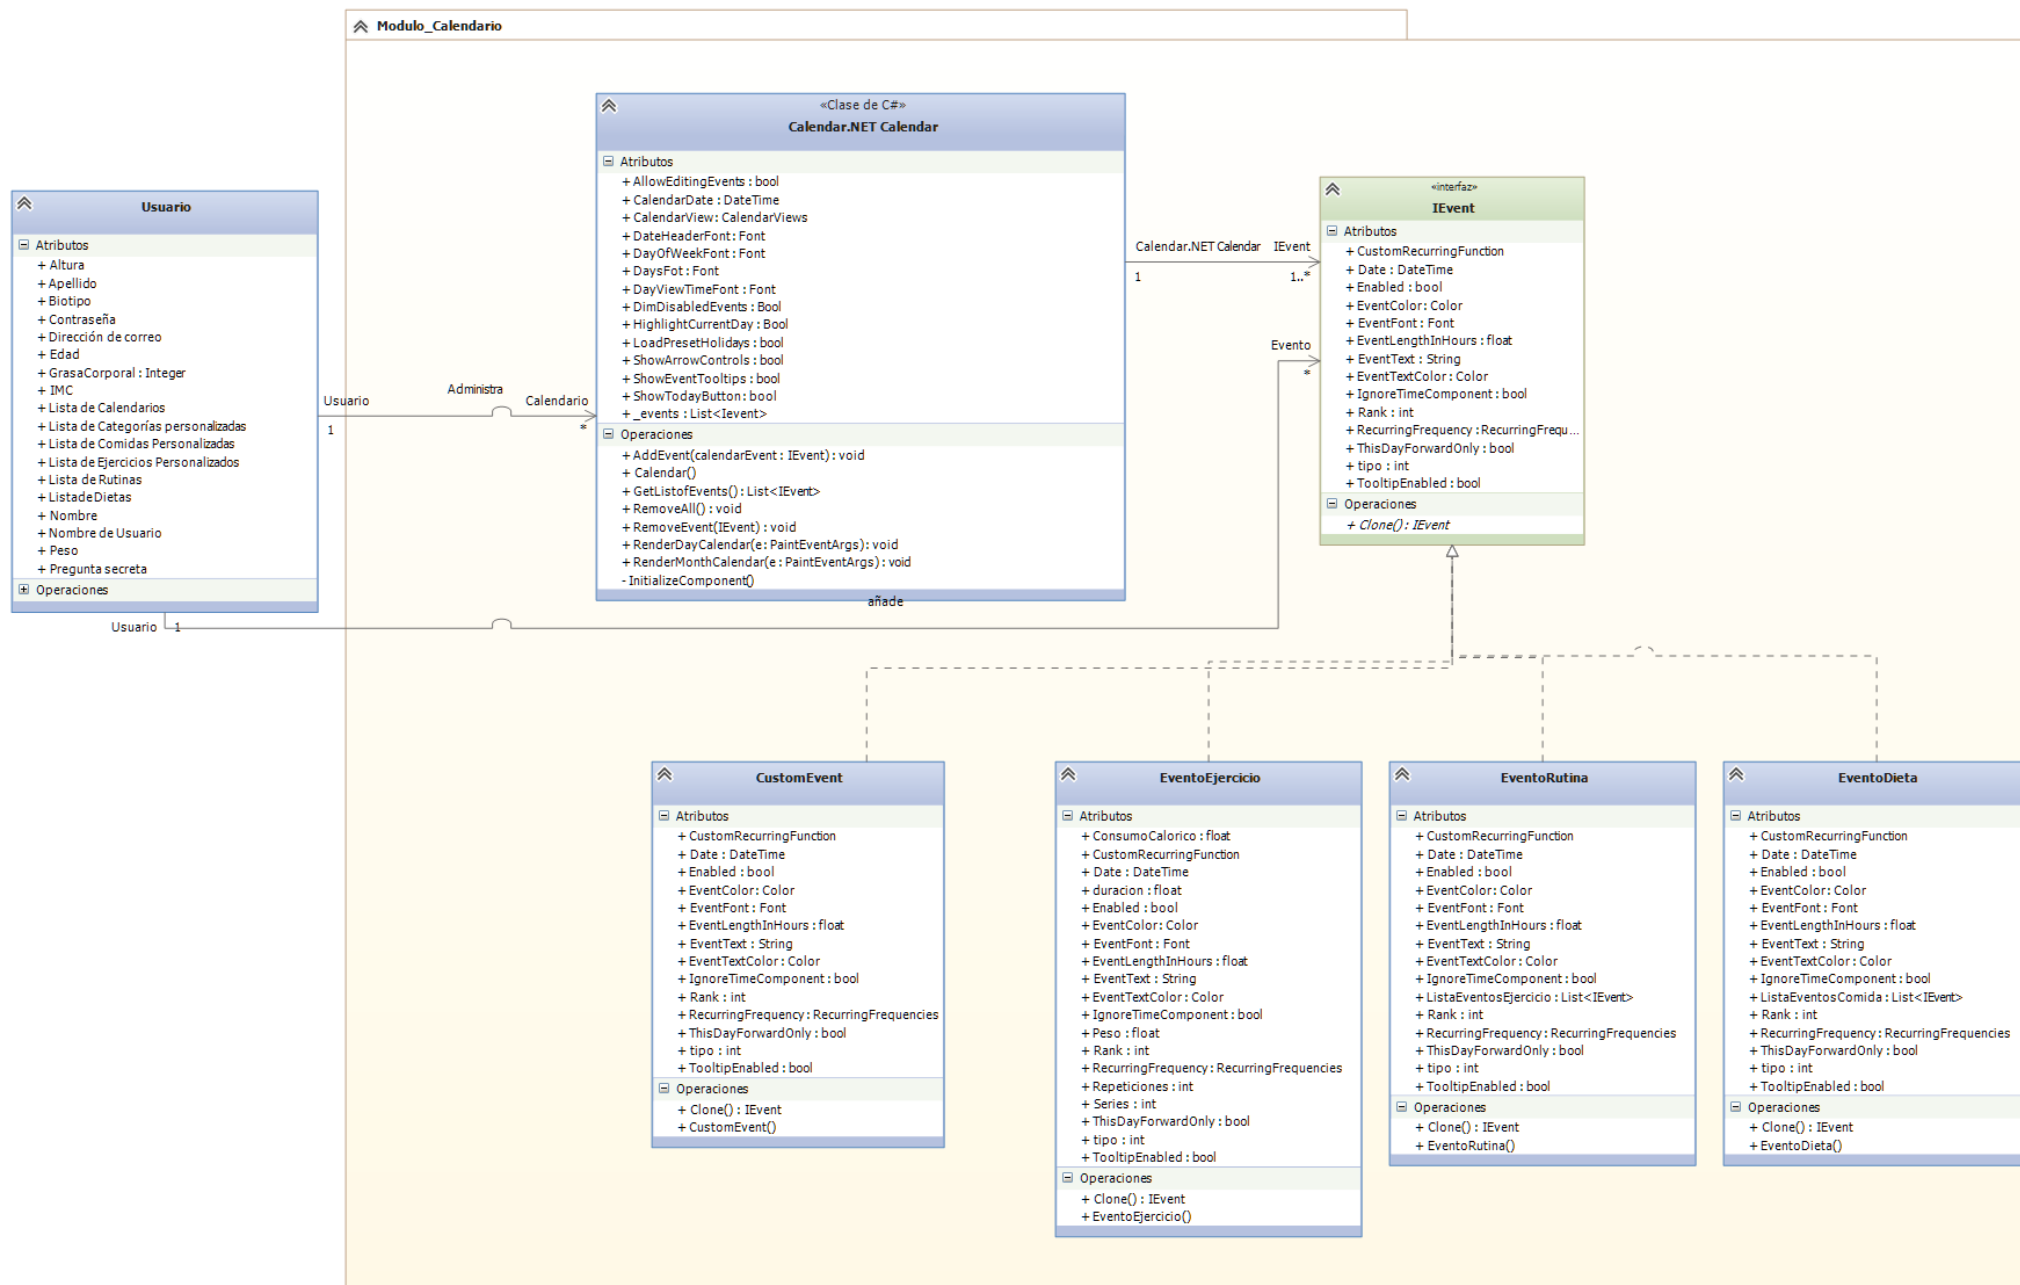 Modulo_Calendario
Usuario
Atributos
+ Altura
+ Apellido
+ Biotipo
+ Contraseña
+ Dirección de correo
+ Edad
+ GrasaCorporal : Integer
+ IMC
+ Lista de Calendarios
+ Lista de Categorías personalizadas
+ Lista de Comidas Personalizadas
+ Lista de Ejercicios Personalizados
+ Lista de Rutinas
+ ListadeDietas
+ Nombre
+ Nombre de Usuario
+ Peso
+ Pregunta secreta
Operaciones
Usuario
1
Administra
Calendario
*
Usuario 1
añade
Evento
*
«Clase de C#»
Calendar.NET Calendar
Atributos
+ AllowEditingEvents : bool
+ CalendarDate : DateTime
+ CalendarView : CalendarViews
+ DateHeaderFont : Font
+ DayOfWeekFont : Font
+ DaysFot : Font
+ DayViewTimeFont : Font
+ DimDisabledEvents : Bool
+ HighlightCurrentDay : Bool
+ LoadPresetHolidays : bool
+ ShowArrowControls : bool
+ ShowEventTooltips : bool
+ ShowTodayButton : bool
+ _events : List<Ievent>
Operaciones
+ AddEvent(calendarEvent : IEvent) : void
+ Calendar()
+ GetListofEvents() : List<IEvent>
+ RemoveAll() : void
+ RemoveEvent(IEvent) : void
+ RenderDayCalendar(e : PaintEventArgs) : void
+ RenderMonthCalendar(e : PaintEventArgs) : void
- InitializeComponent()
Calendar.NET Calendar IEvent
1 1..*
«interfaz»
IEvent
Atributos
+ CustomRecurringFunction
+ Date : DateTime
+ Enabled : bool
+ EventColor : Color
+ EventFont : Font
+ EventLengthInHours : float
+ EventText : String
+ EventTextColor : Color
+ IgnoreTimeComponent : bool
+ Rank : int
+ RecurringFrequency : RecurringFrequ...
+ ThisDayForwardOnly : bool
+ tipo : int
+ TooltipEnabled : bool
Operaciones
+ Clone() : IEvent
CustomEvent
Atributos
+ CustomRecurringFunction
+ Date : DateTime
+ Enabled : bool
+ EventColor : Color
+ EventFont : Font
+ EventLengthInHours : float
+ EventText : String
+ EventTextColor : Color
+ IgnoreTimeComponent : bool
+ Rank : int
+ RecurringFrequency : RecurringFrequencies
+ ThisDayForwardOnly : bool
+ tipo : int
+ TooltipEnabled : bool
Operaciones
+ Clone() : IEvent
+ CustomEvent()
EventoEjercicio
Atributos
+ ConsumoCalorico : float
+ CustomRecurringFunction
+ Date : DateTime
+ duracion : float
+ Enabled : bool
+ EventColor : Color
+ EventFont : Font
+ EventLengthInHours : float
+ EventText : String
+ EventTextColor : Color
+ IgnoreTimeComponent : bool
+ Peso : float
+ Rank : int
+ RecurringFrequency : RecurringFrequencies
+ Repeticiones : int
+ Series : int
+ ThisDayForwardOnly : bool
+ tipo : int
+ TooltipEnabled : bool
Operaciones
+ Clone() : IEvent
+ EventoEjercicio()
EventoRutina
Atributos
+ CustomRecurringFunction
+ Date : DateTime
+ Enabled : bool
+ EventColor : Color
+ EventFont : Font
+ EventLengthInHours : float
+ EventText : String
+ EventTextColor : Color
+ IgnoreTimeComponent : bool
+ ListaEventosEjercicio : List<IEvent>
+ Rank : int
+ RecurringFrequency : RecurringFrequencies
+ ThisDayForwardOnly : bool
+ tipo : int
+ TooltipEnabled : bool
Operaciones
+ Clone() : IEvent
+ EventoRutina()
EventoDieta
Atributos
+ CustomRecurringFunction
+ Date : DateTime
+ Enabled : bool
+ EventColor : Color
+ EventFont : Font
+ EventLengthInHours : float
+ EventText : String
+ EventTextColor : Color
+ IgnoreTimeComponent : bool
+ ListaEventosComida : List<IEvent>
+ Rank : int
+ RecurringFrequency : RecurringFrequencies
+ ThisDayForwardOnly : bool
+ tipo : int
+ TooltipEnabled : bool
Operaciones
+ Clone() : IEvent
+ EventoDieta()